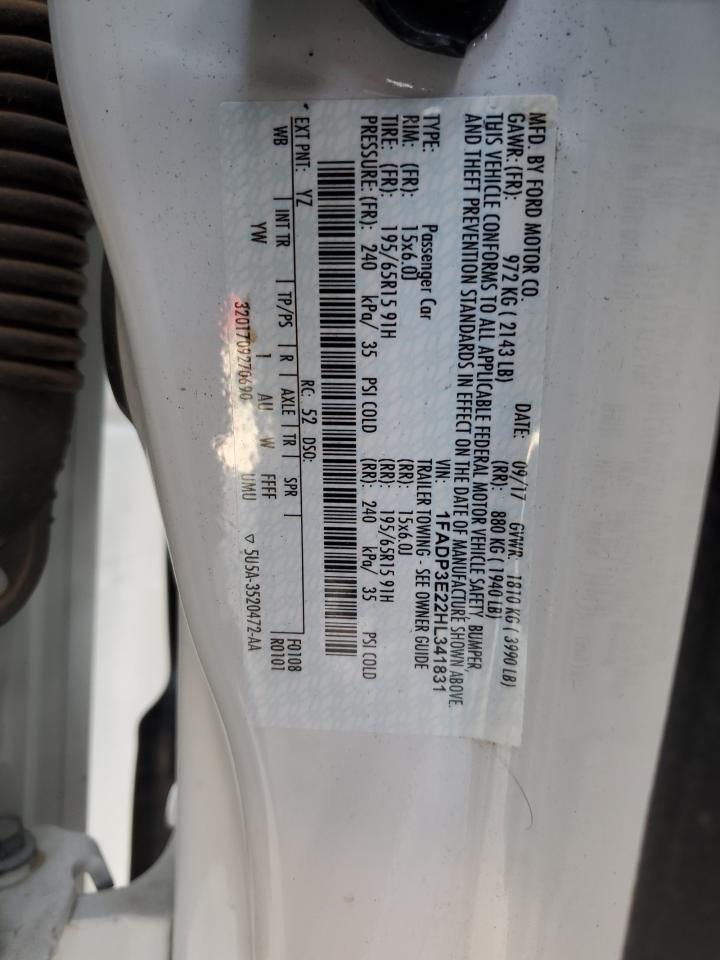 MFD. BY FORD MOTOR CO.
DATE: 09/17 GVWR: 1810 KG ( 3990 LB)
GAWR: (FR): 972 KG ( 2143 LB) (RR): 880 KG ( 1940 LB)
THIS VEHICLE CONFORMS TO ALL APPLICABLE FEDERAL MOTOR VEHICLE SAFETY, BUMPER,
AND THEFT PREVENTION STANDARDS IN EFFECT ON THE DATE OF MANUFACTURE SHOWN ABOVE.
VIN: 1FADP3E22HL341831
TYPE: Passenger Car TRAILER TOWING - SEE OWNER GUIDE
RIM: (FR): 15x6.0J (RR): 15x6.0J
TIRE: (FR): 195/65R15 91H (RR): 195/65R15 91H
PRESSURE: (FR): 240 kPa/ 35 PSI COLD (RR): 240 kPa/ 35 PSI COLD
EXT PNT: YZ RC: 52 DSO: F0108
WB INT TR TP/PS R AXLE TR SPR R0101
YW 1 AU W FFFF
3201709270690 UMU ▽ 5U5A-3520472-AA